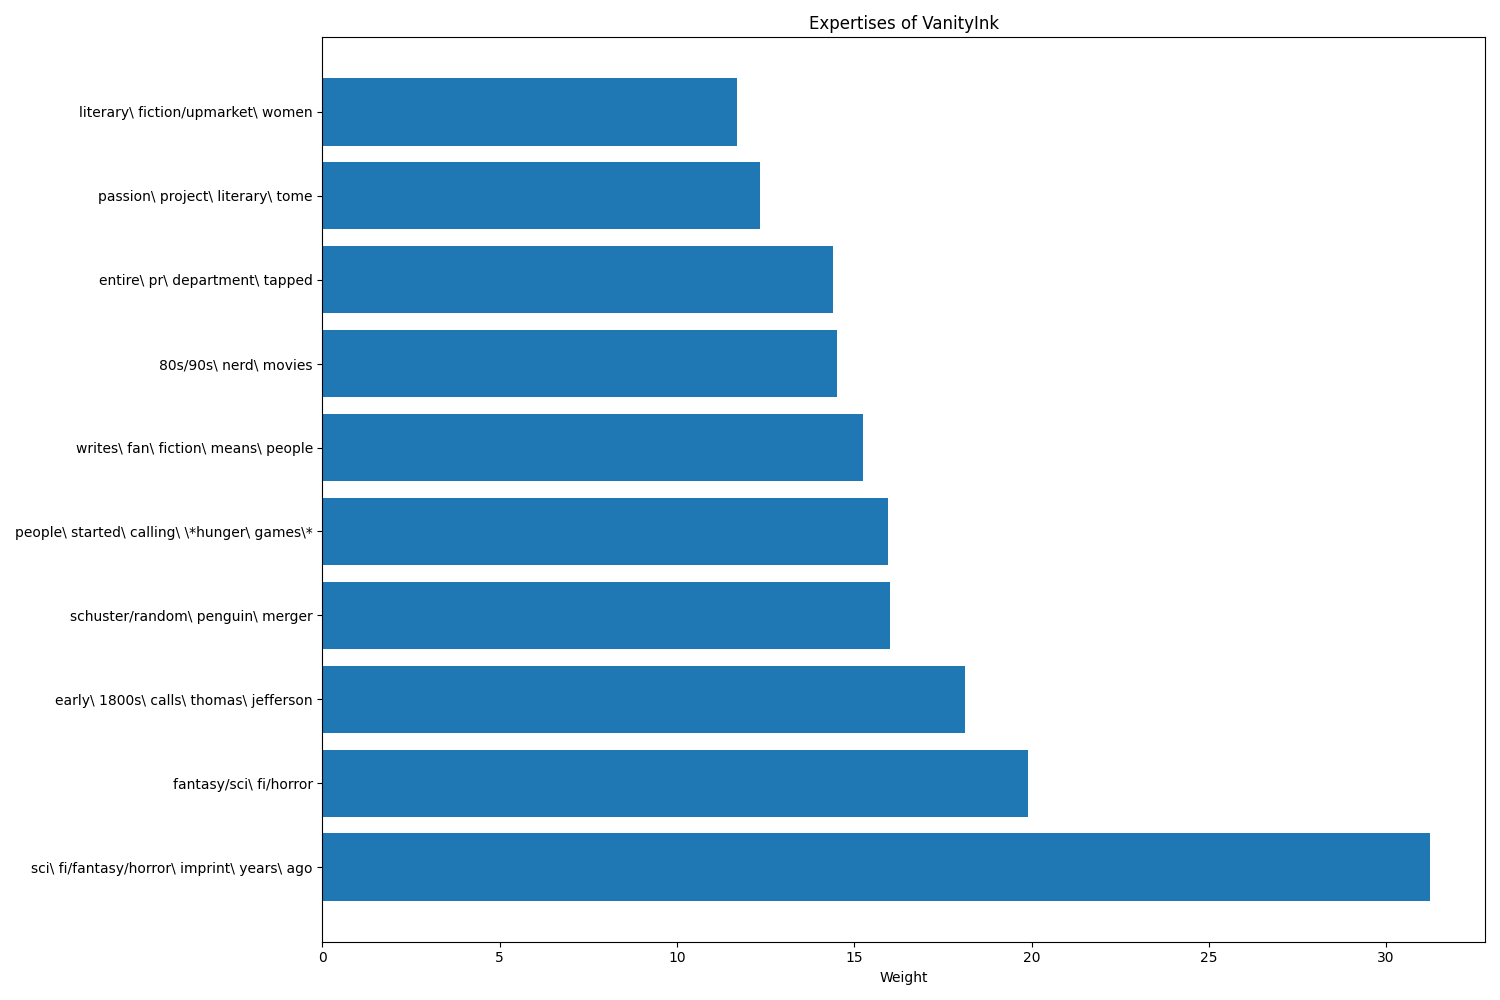 Expertises of VanityInk
literary\ fiction/upmarket\ women
passion\ project\ literary\ tome
entire\ pr\ department\ tapped
80s/90s\ nerd\ movies
writes\ fan\ fiction\ means\ people
people\ started\ calling\ \*hunger\ games\*
schuster/random\ penguin\ merger
early\ 1800s\ calls\ thomas\ jefferson
fantasy/sci\ fi/horror
sci\ fi/fantasy/horror\ imprint\ years\ ago
0 5 10 15 20 25 30
Weight